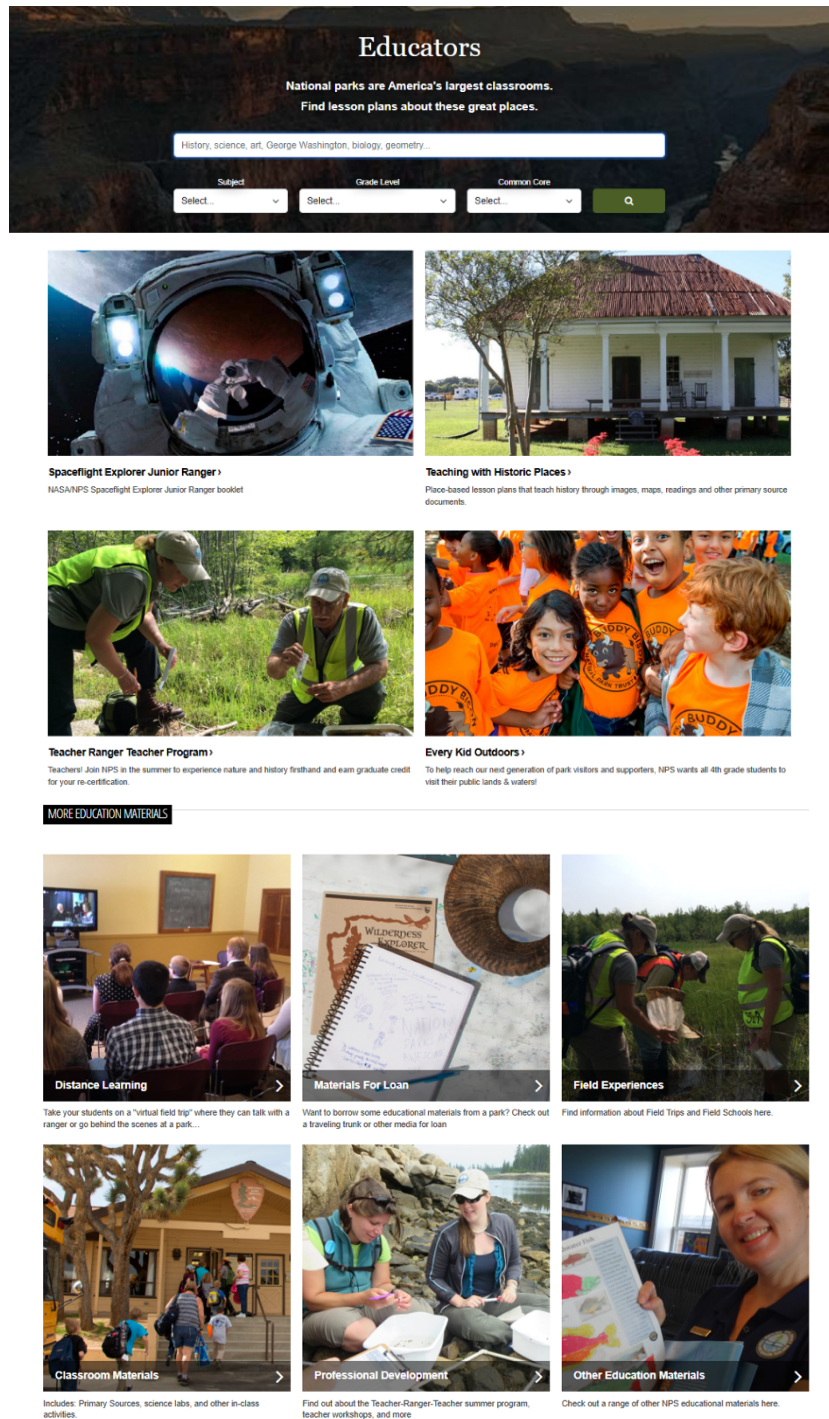 Educators
National parks are America's largest classrooms.
Find lesson plans about these great places.
History, science, art, George Washington, biology, geometry...
Subject Grade Level Common Core
Select... Select... Select...
Spaceflight Explorer Junior Ranger ›
NASA/NPS Spaceflight Explorer Junior Ranger booklet
Teaching with Historic Places ›
Place-based lesson plans that teach history through images, maps, readings and other primary source
documents.
BUDDY
BUDDY
BUDDY
Teacher Ranger Teacher Program ›
Teachers! Join NPS in the summer to experience nature and history firsthand and earn graduate credit
for your re-certification.
Every Kid Outdoors ›
To help reach our next generation of park visitors and supporters, NPS wants all 4th grade students to
visit their public lands & waters!
MORE EDUCATION MATERIALS
WILDERNESS
EXPLORER
Distance Learning
Take your students on a "virtual field trip" where they can talk with a
ranger or go behind the scenes at a park...
Materials For Loan
Want to borrow some educational materials from a park? Check out
a traveling trunk or other media for loan
Field Experiences
Find information about Field Trips and Field Schools here.
Classroom Materials
Includes: Primary Sources, science labs, and other in-class
activities.
Professional Development
Find out about the Teacher-Ranger-Teacher summer program,
teacher workshops, and more
Other Education Materials
Check out a range of other NPS educational materials here.